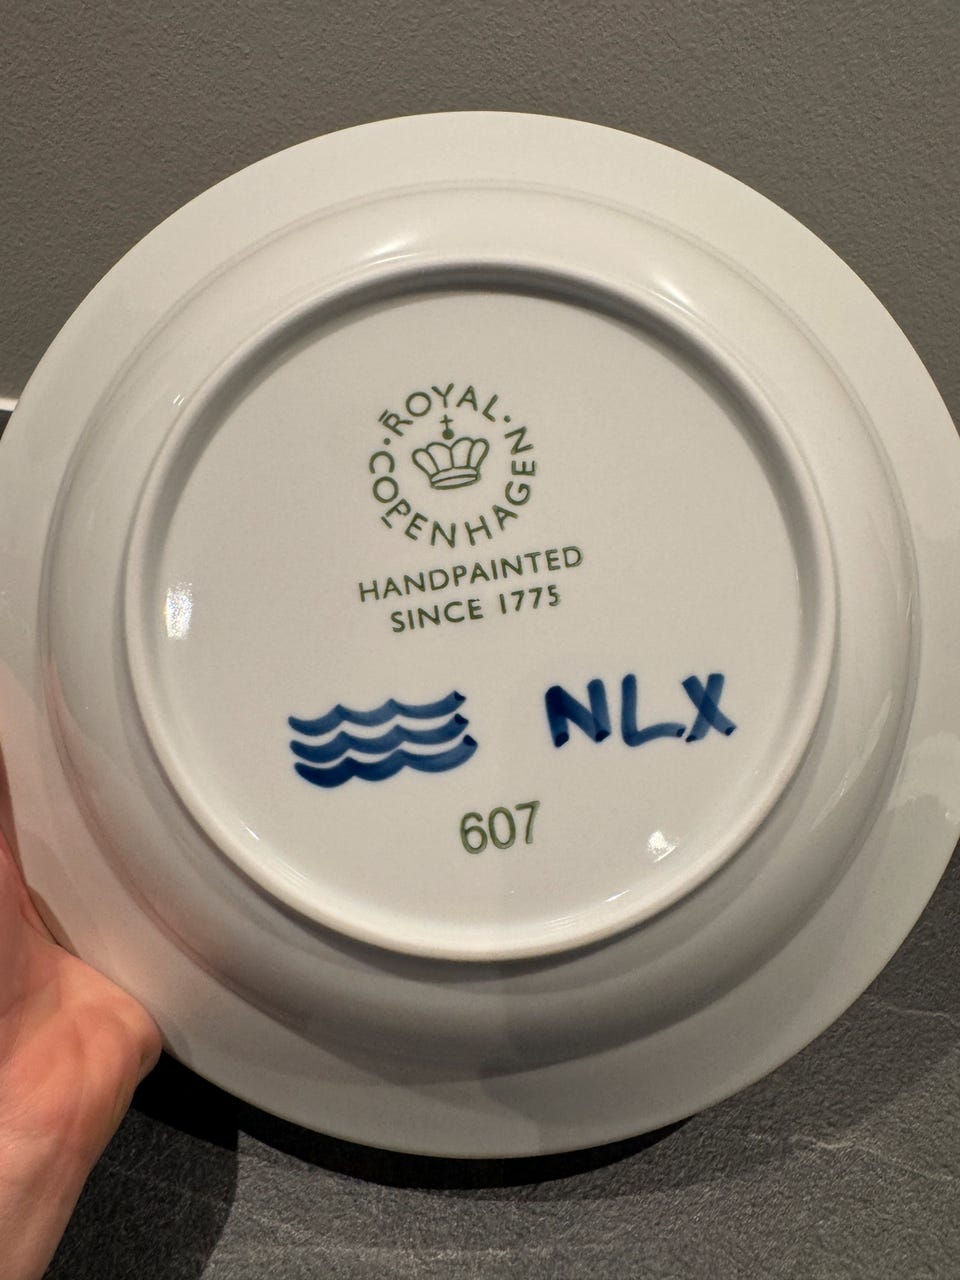 ROYAL · COPENHAGEN ·
HANDPAINTED
SINCE 1775
NLX
607